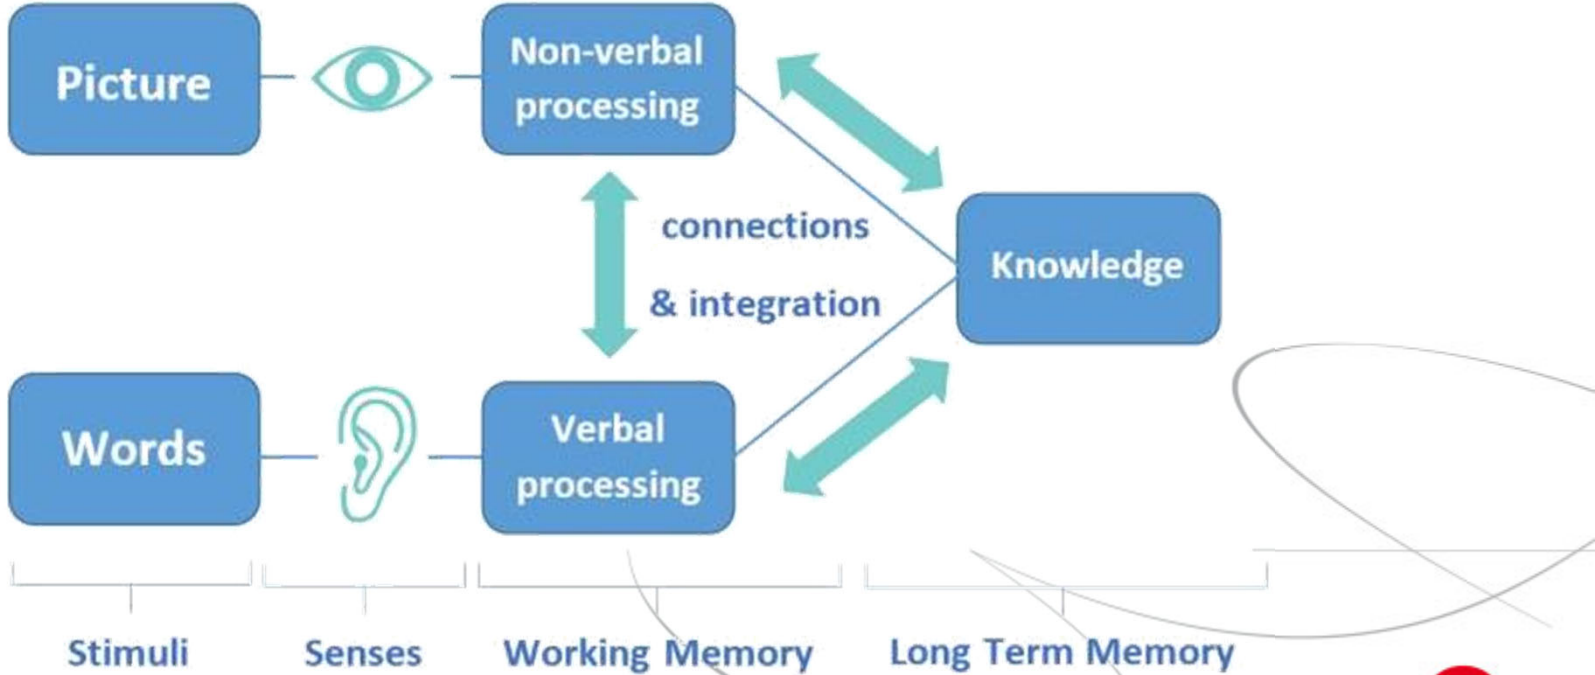 Picture
Non-verbal
processing
connections
& integration
Knowledge
Words
Verbal
processing
Stimuli
Senses
Working Memory
Long Term Memory